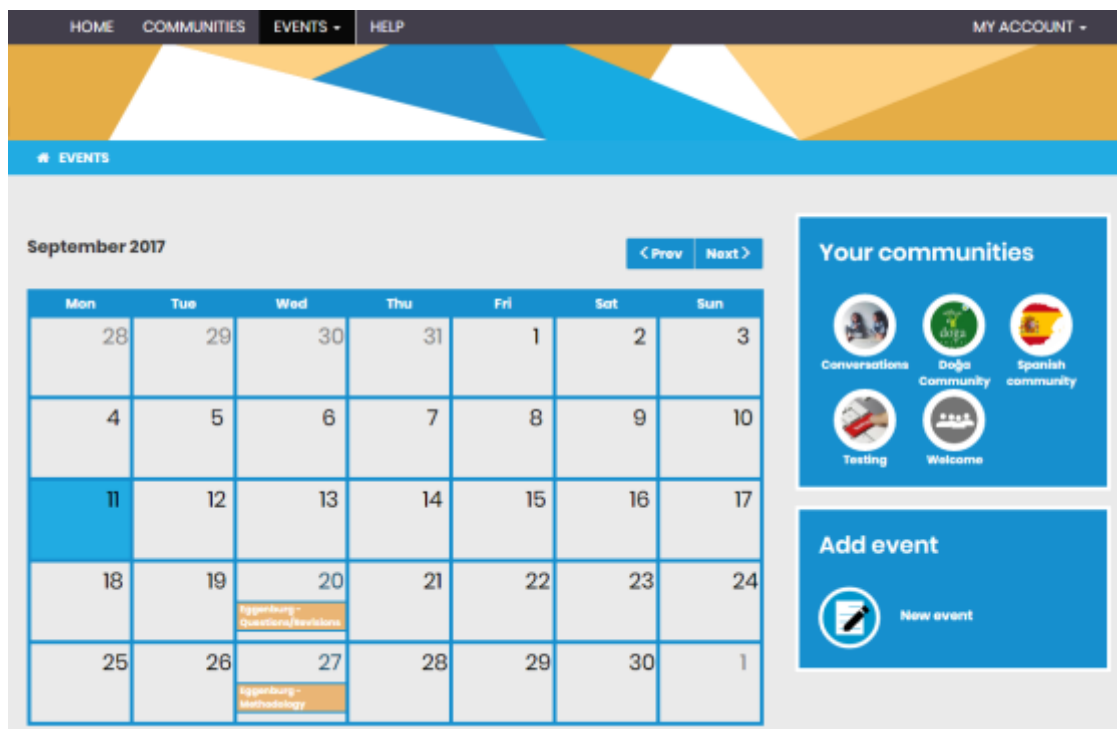 HOME COMMUNITIES EVENTS HELP MY ACCOUNT
EVENTS
September 2017
Prev Next
Mon Tue Wed Thu Fri Sat Sun
28 29 30 31 1 2 3
4 5 6 7 8 9 10
11 12 13 14 15 16 17
18 19 20 21 22 23 24
Eggenburg -
Questions/Revisions
25 26 27 28 29 30 1
Eggenburg -
Methodology
Your communities
Conversations
Doğa
Community
Spanish
community
Testing
Welcome
Add event
New event